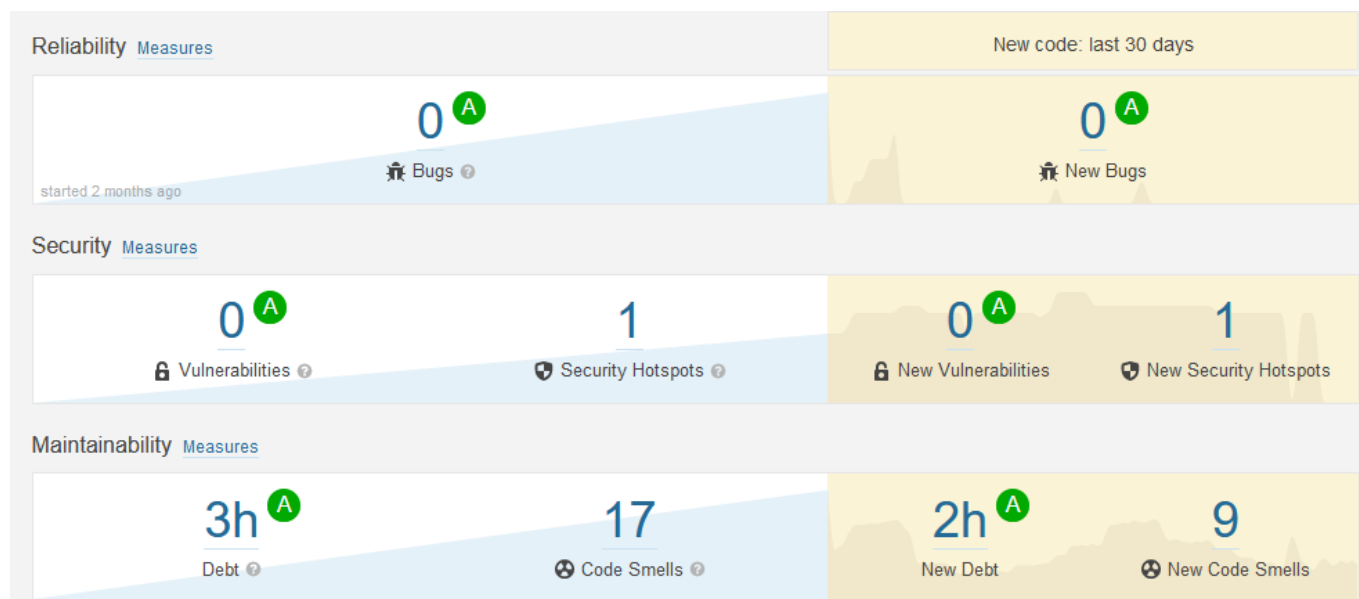 Reliability Measures
New code: last 30 days
0 A
Bugs ?
started 2 months ago
0 A
New Bugs
Security Measures
0 A
Vulnerabilities ?
1
Security Hotspots ?
0 A
New Vulnerabilities
1
New Security Hotspots
Maintainability Measures
3h A
Debt ?
17
Code Smells ?
2h A
New Debt
9
New Code Smells